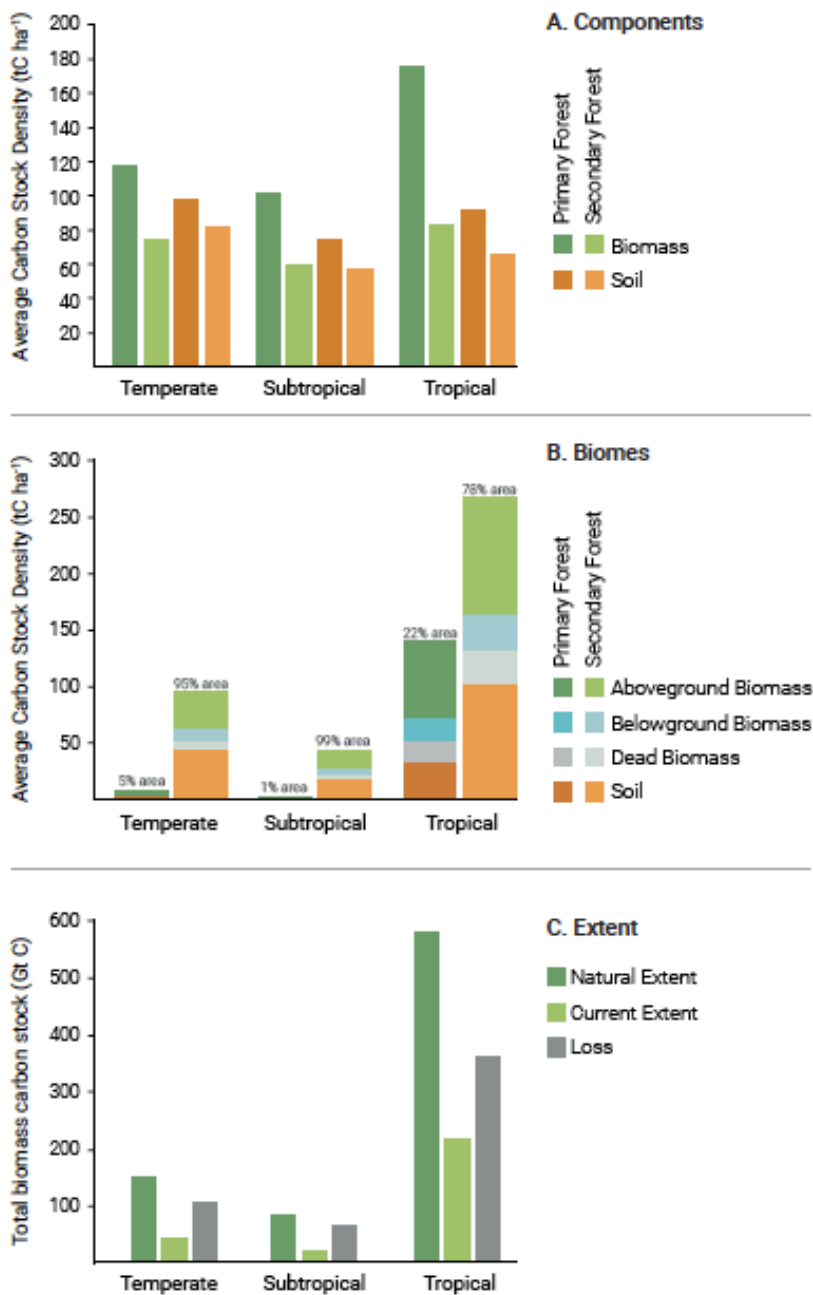 A. Components
Average Carbon Stock Density (tC ha⁻¹)
200
180
160
140
120
100
80
60
40
20
Temperate
Subtropical
Tropical
Primary Forest
Secondary Forest
Biomass
Soil
B. Biomes
Average Carbon Stock Density (tC ha⁻¹)
300
250
200
150
100
50
5% area
95% area
1% area
99% area
22% area
78% area
Temperate
Subtropical
Tropical
Primary Forest
Secondary Forest
Aboveground Biomass
Belowground Biomass
Dead Biomass
Soil
C. Extent
Total biomass carbon stock (Gt C)
600
500
400
300
200
100
Temperate
Subtropical
Tropical
Natural Extent
Current Extent
Loss